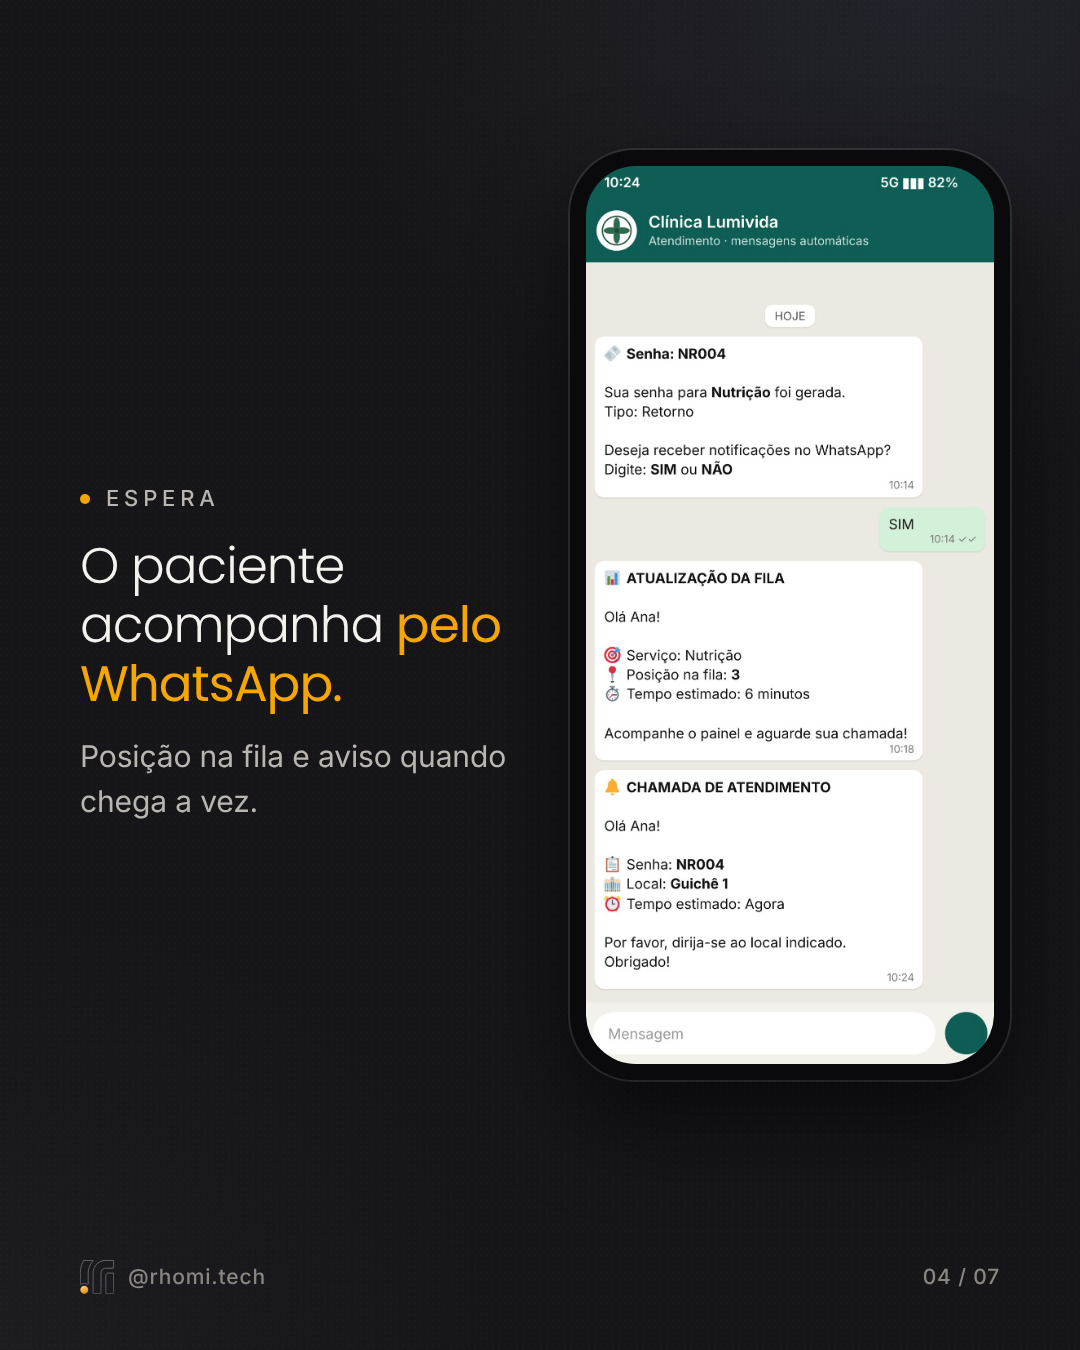 ESPERA
O paciente
acompanha pelo
WhatsApp.
Posição na fila e aviso quando
chega a vez.
10:24
5G 82%
Clínica Lumivida
Atendimento · mensagens automáticas
HOJE
Senha: NR004
Sua senha para Nutrição foi gerada.
Tipo: Retorno
Deseja receber notificações no WhatsApp?
Digite: SIM ou NÃO
10:14
SIM
10:14 ✓✓
📊 ATUALIZAÇÃO DA FILA
Olá Ana!
🎯 Serviço: Nutrição
📍 Posição na fila: 3
⏱ Tempo estimado: 6 minutos
Acompanhe o painel e aguarde sua chamada!
10:18
🔔 CHAMADA DE ATENDIMENTO
Olá Ana!
📋 Senha: NR004
🏥 Local: Guichê 1
⏰ Tempo estimado: Agora
Por favor, dirija-se ao local indicado.
Obrigado!
10:24
Mensagem
@rhomi.tech
04 / 07